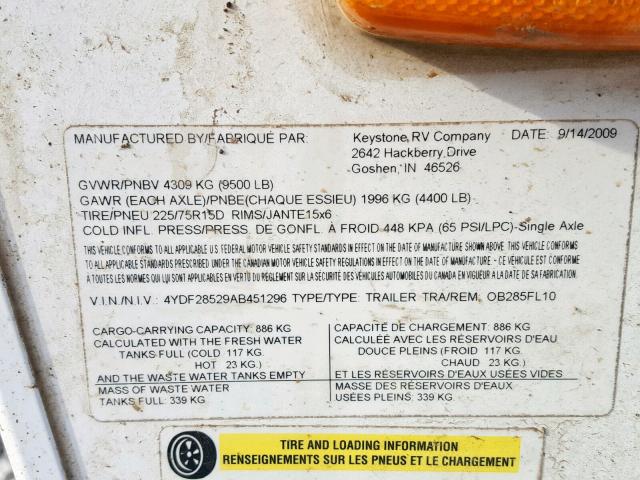 MANUFACTURED BY/FABRIQUÉ PAR: Keystone RV Company DATE: 9/14/2009
2642 Hackberry Drive
Goshen, IN 46526
GVWR/PNBV 4309 KG (9500 LB)
GAWR (EACH AXLE)/PNBE(CHAQUE ESSIEU) 1996 KG (4400 LB)
TIRE/PNEU 225/75R15D RIMS/JANTE15x6
COLD INFL. PRESS/PRESS. DE GONFL. À FROID 448 KPA (65 PSI/LPC)-Single Axle
THIS VEHICLE CONFORMS TO ALL APPLICABLE U.S. FEDERAL MOTOR VEHICLE SAFETY STANDARDS IN EFFECT ON THE DATE OF MANUFACTURE SHOWN ABOVE. THIS VEHICLE CONFORMS
TO ALL APPLICABLE STANDARDS PRESCRIBED UNDER THE CANADIAN MOTOR VEHICLE SAFETY REGULATIONS IN EFFECT ON THE DATE OF MANUFACTURE - CE VÉHICULE EST CONFORME
À TOUTES LES NORMES QUI LUI SONT APPLICABLES EN VERTU DU RÈGLEMENT SUR LA SÉCURITÉ DES VÉHICULES AUTOMOBILES DU CANADA EN VIGUEUR À LA DATE DE SA FABRICATION
V.I.N./N.I.V.: 4YDF28529AB451296 TYPE/TYPE: TRAILER TRA/REM. OB285FL10
CARGO-CARRYING CAPACITY: 886 KG
CALCULATED WITH THE FRESH WATER
TANKS FULL (COLD: 117 KG.
HOT : 23 KG.)
AND THE WASTE WATER TANKS EMPTY
MASS OF WASTE WATER
TANKS FULL: 339 KG
CAPACITÉ DE CHARGEMENT: 886 KG
CALCULÉE AVEC LES RÉSERVOIRS D'EAU
DOUCE PLEINS (FROID 117 KG
CHAUD : 23 KG.)
ET LES RÉSERVOIRS D'EAUX USÉES VIDES
MASSE DES RÉSERVOIRS D'EAUX
USÉES PLEINS: 339 KG
TIRE AND LOADING INFORMATION
RENSEIGNEMENTS SUR LES PNEUS ET LE CHARGEMENT